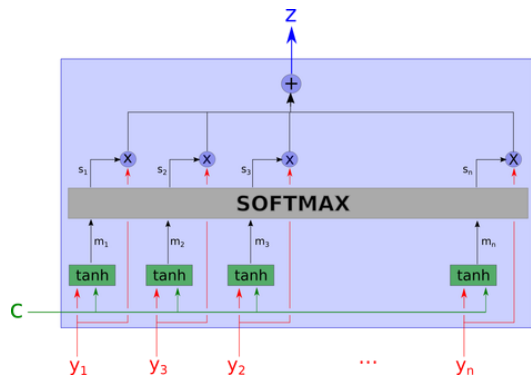 Z
+
x x x x
s1 s2 s3 sn
SOFTMAX
m1 m2 m3 mn
tanh tanh tanh tanh
C
y1 y3 y2 ... yn